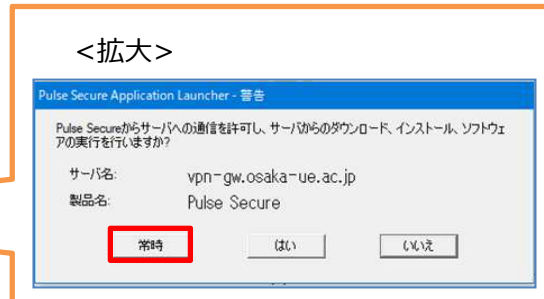 <拡大>
Pulse Secure Application Launcher - 警告
Pulse Secureからサーバへの通信を許可し、サーバからのダウンロード、インストール、ソフトウェ
アの実行を行いますか?
サーバ名: vpn-gw.osaka-ue.ac.jp
製品名: Pulse Secure
常時 はい いいえ